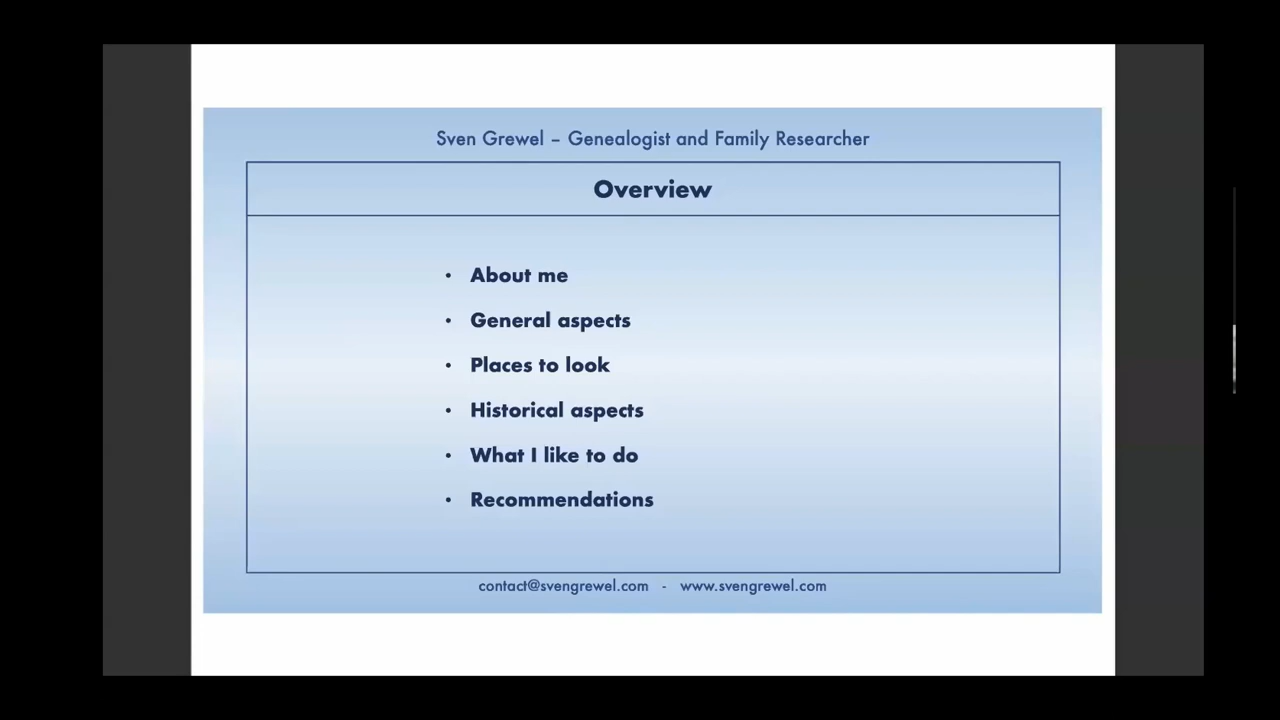 Sven Grewel – Genealogist and Family Researcher
Overview
• About me
• General aspects
• Places to look
• Historical aspects
• What I like to do
• Recommendations
contact@svengrewel.com - www.svengrewel.com